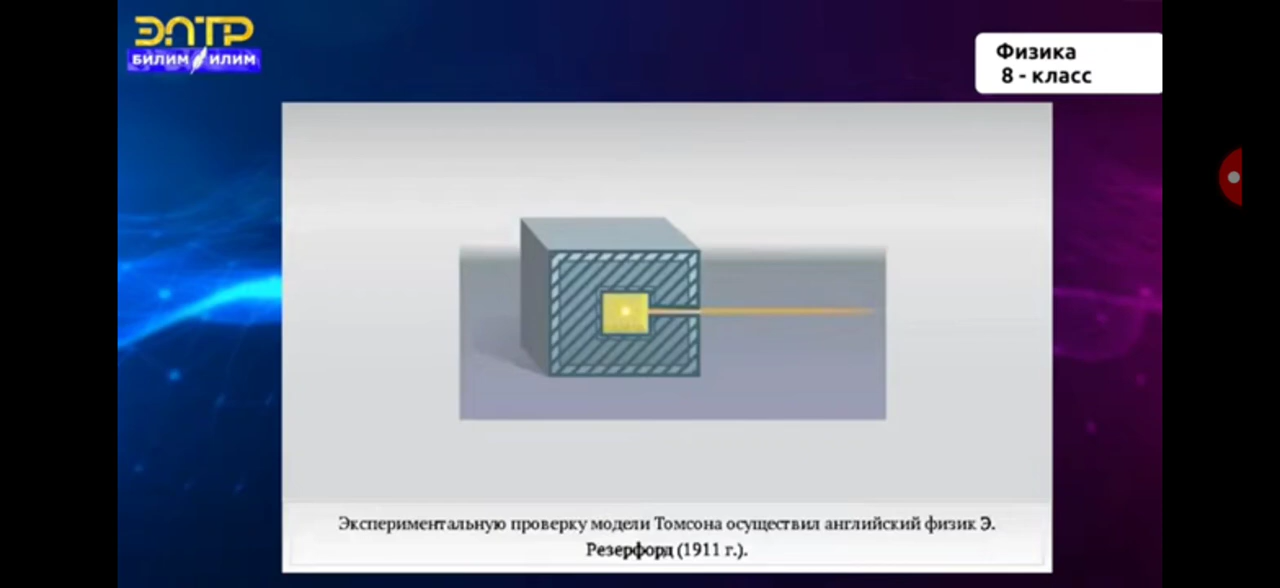 ЭЛТР
БИЛИМ ИЛИМ
Физика
8 - класс
Экспериментальную проверку модели Томсона осуществил английский физик Э.
Резерфорд (1911 г.).